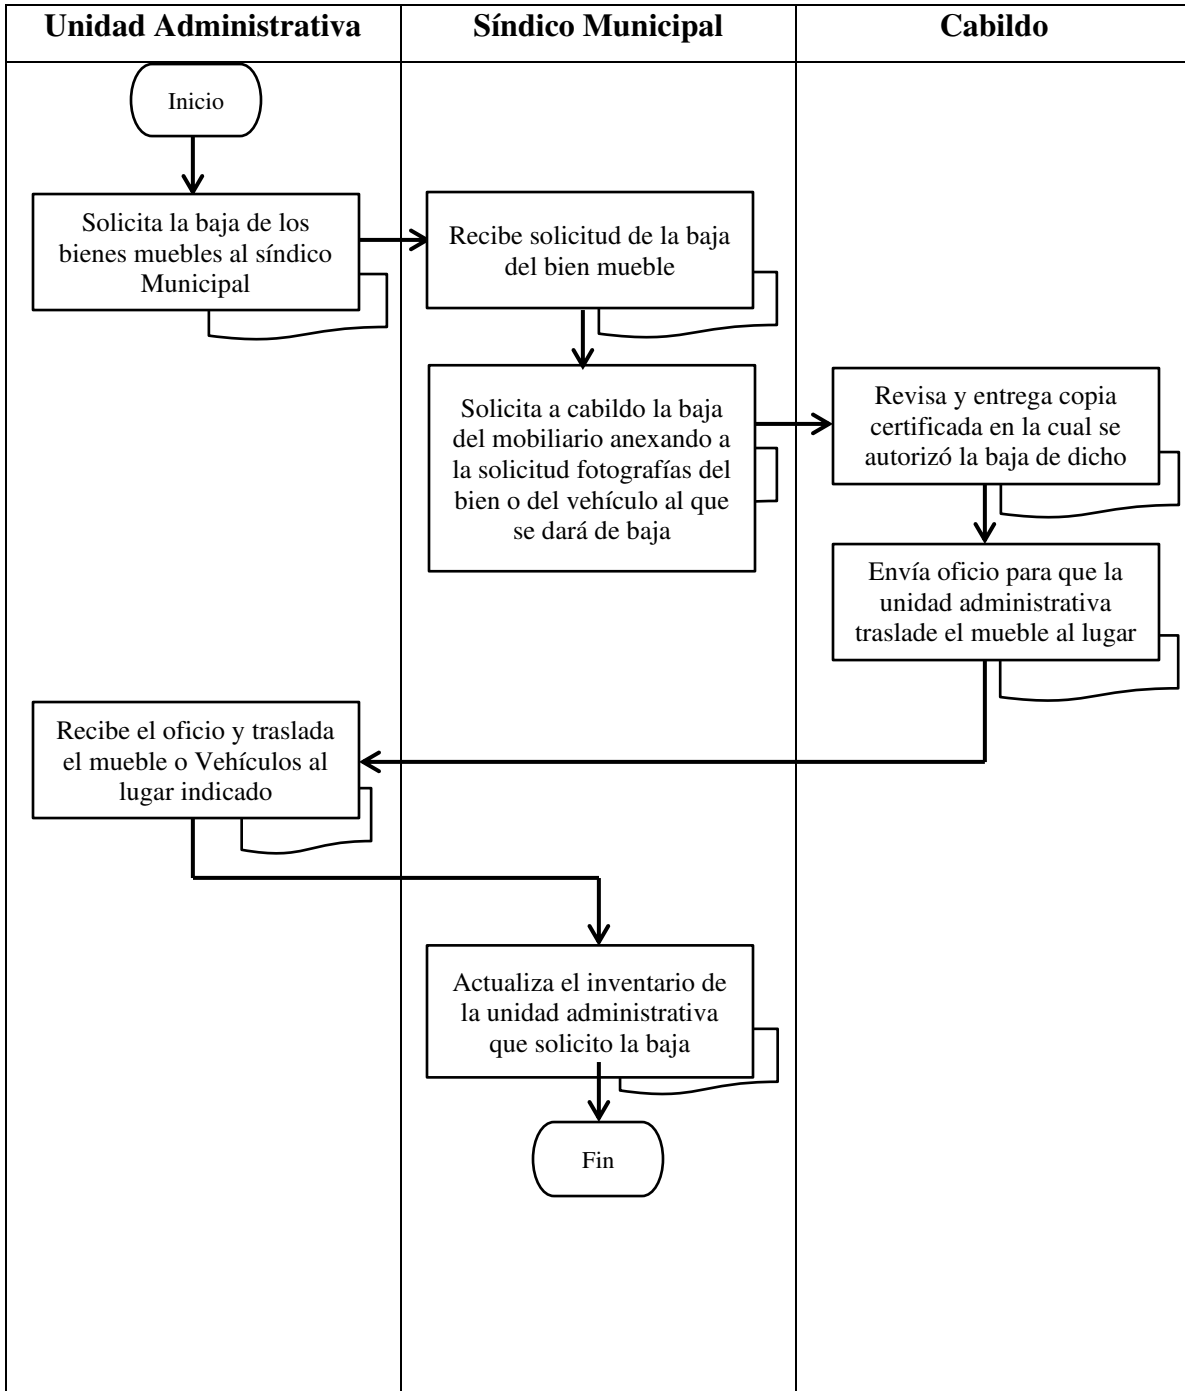 Unidad Administrativa
Síndico Municipal
Cabildo
Inicio
Solicita la baja de los
bienes muebles al síndico
Municipal
Recibe solicitud de la baja
del bien mueble
Solicita a cabildo la baja
del mobiliario anexando a
la solicitud fotografías del
bien o del vehículo al que
se dará de baja
Revisa y entrega copia
certificada en la cual se
autorizó la baja de dicho
Envía oficio para que la
unidad administrativa
traslade el mueble al lugar
Recibe el oficio y traslada
el mueble o Vehículos al
lugar indicado
Actualiza el inventario de
la unidad administrativa
que solicito la baja
Fin